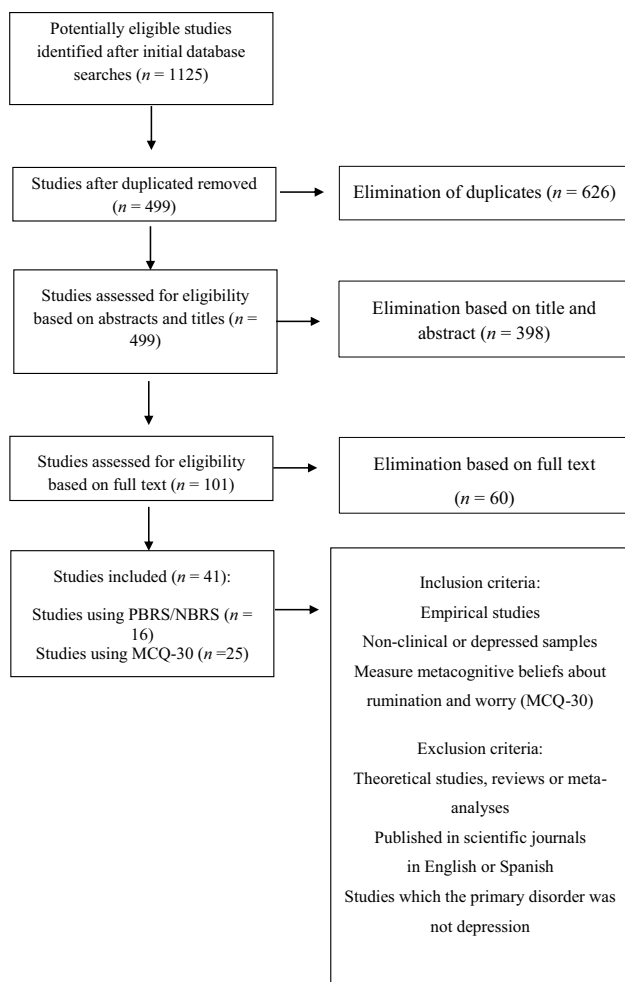 Potentially eligible studies
identified after initial database
searches (n = 1125)
Studies after duplicated removed
(n = 499)
Elimination of duplicates (n = 626)
Studies assessed for eligibility
based on abstracts and titles (n =
499)
Elimination based on title and
abstract (n = 398)
Studies assessed for eligibility
based on full text (n = 101)
Elimination based on full text
(n = 60)
Studies included (n = 41):
Studies using PBRS/NBRS (n =
16)
Studies using MCQ-30 (n =25)
Inclusion criteria:
Empirical studies
Non-clinical or depressed samples
Measure metacognitive beliefs about
rumination and worry (MCQ-30)
Exclusion criteria:
Theoretical studies, reviews or meta-
analyses
Published in scientific journals
in English or Spanish
Studies which the primary disorder was
not depression